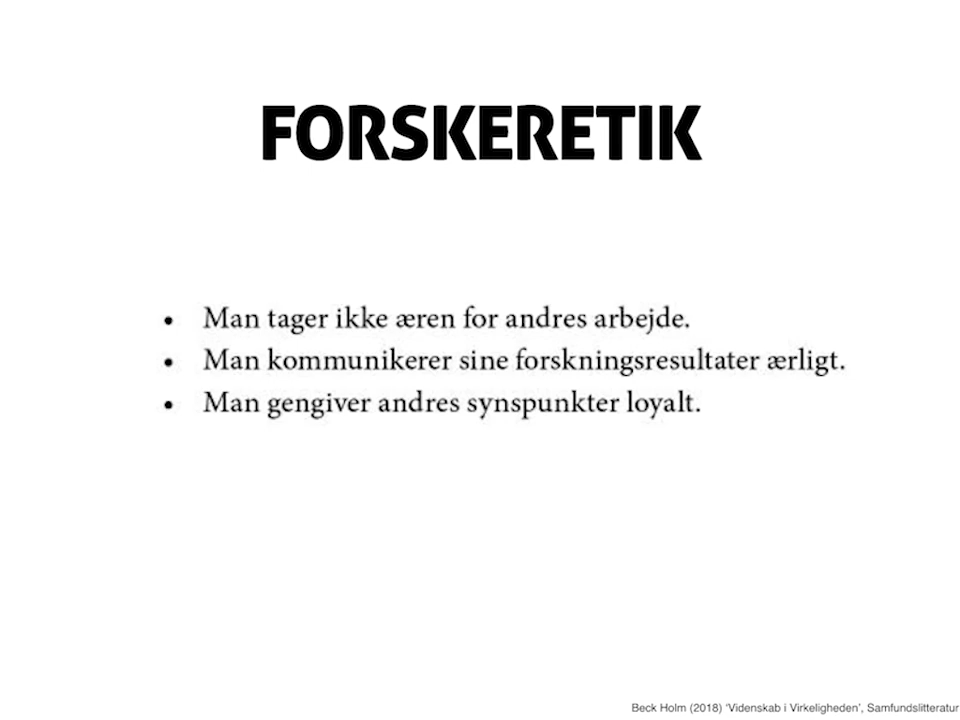 FORSKERETIK
• Man tager ikke æren for andres arbejde.
• Man kommunikerer sine forskningsresultater ærligt.
• Man gengiver andres synspunkter loyalt.
Beck Holm (2018) ‘Videnskab i Virkeligheden’, Samfundslitteratur